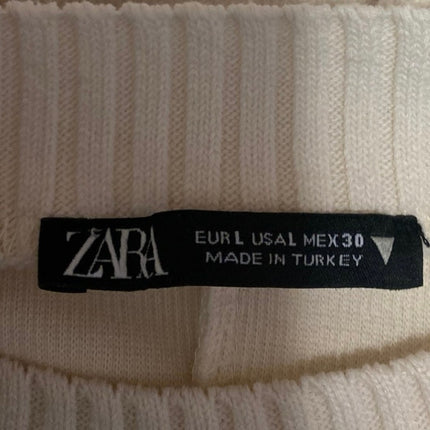 ZARA
EUR L USA L MEX 30
MADE IN TURKEY